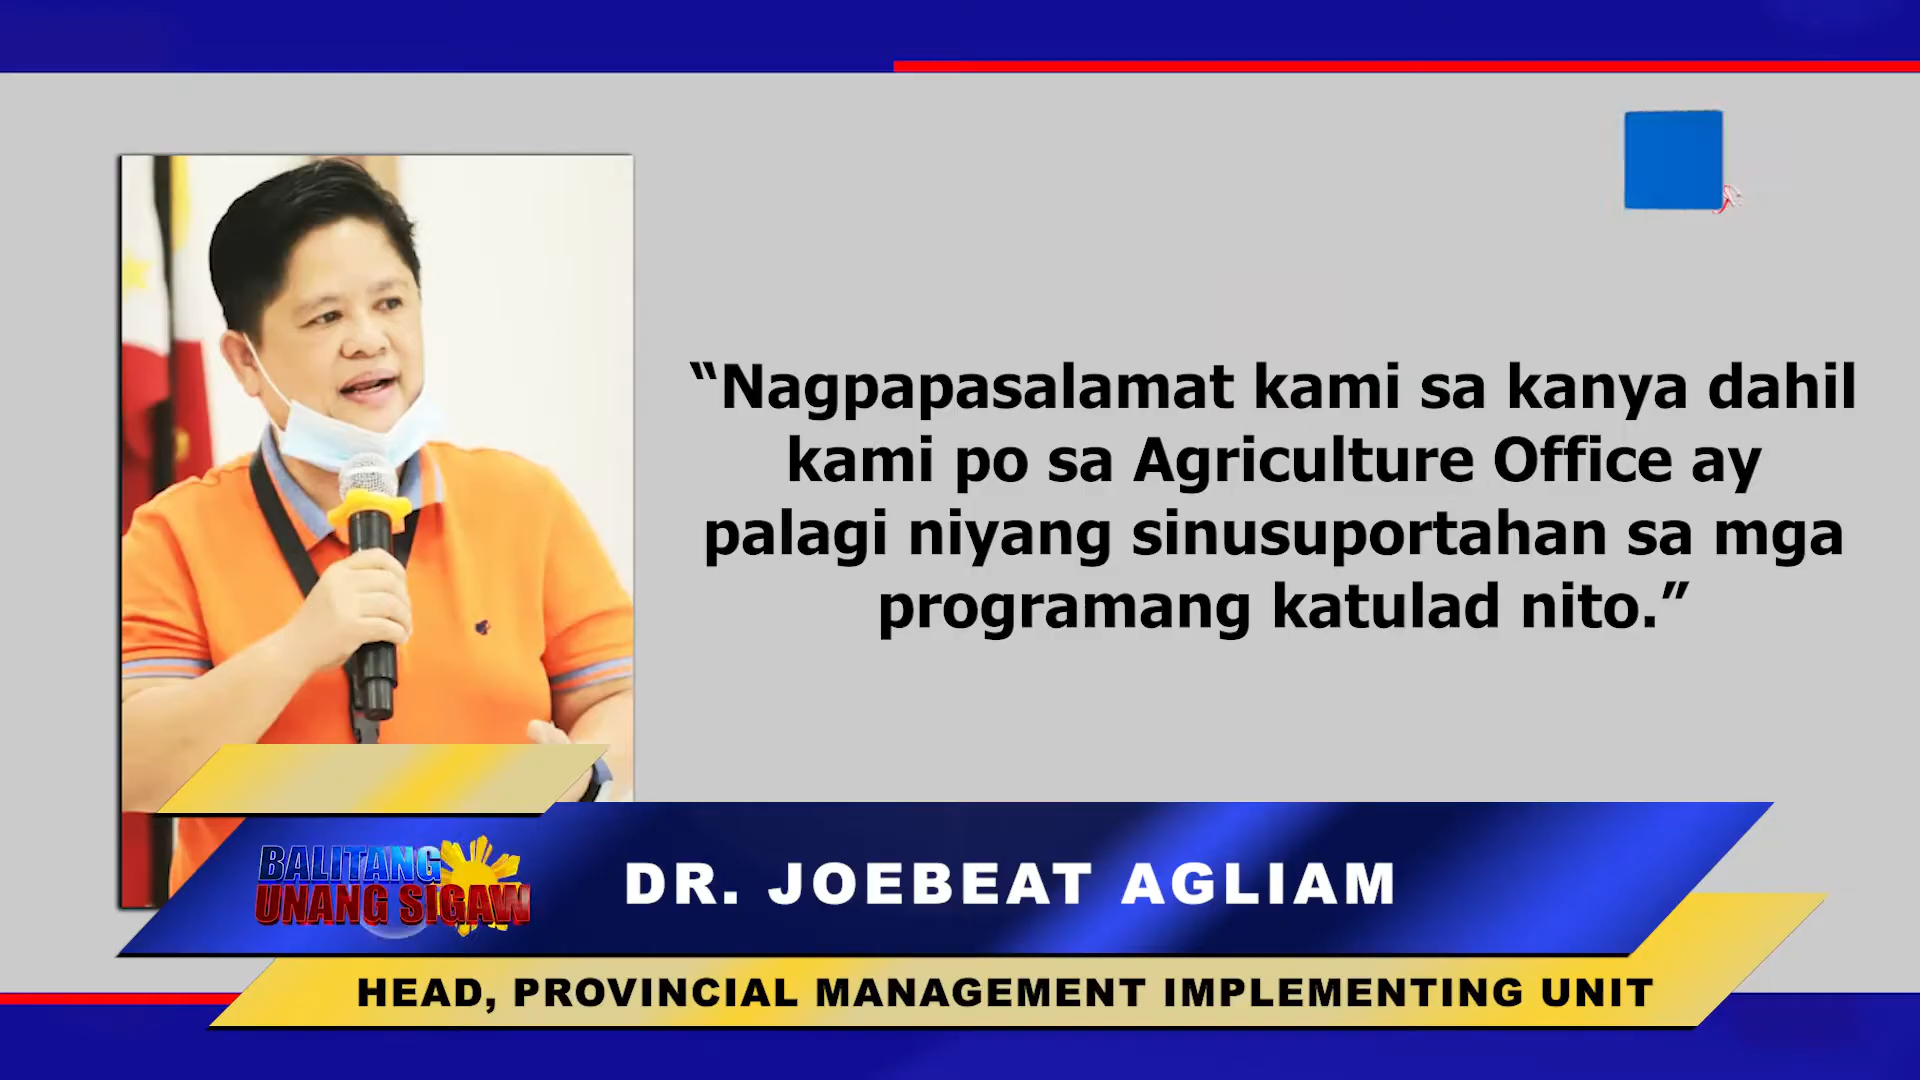 “Nagpapasalamat kami sa kanya dahil
kami po sa Agriculture Office ay
palagi niyang sinusuportahan sa mga
programang katulad nito.”
BALITANG
UNANG SIGAW
DR. JOEBEAT AGLIAM
HEAD, PROVINCIAL MANAGEMENT IMPLEMENTING UNIT